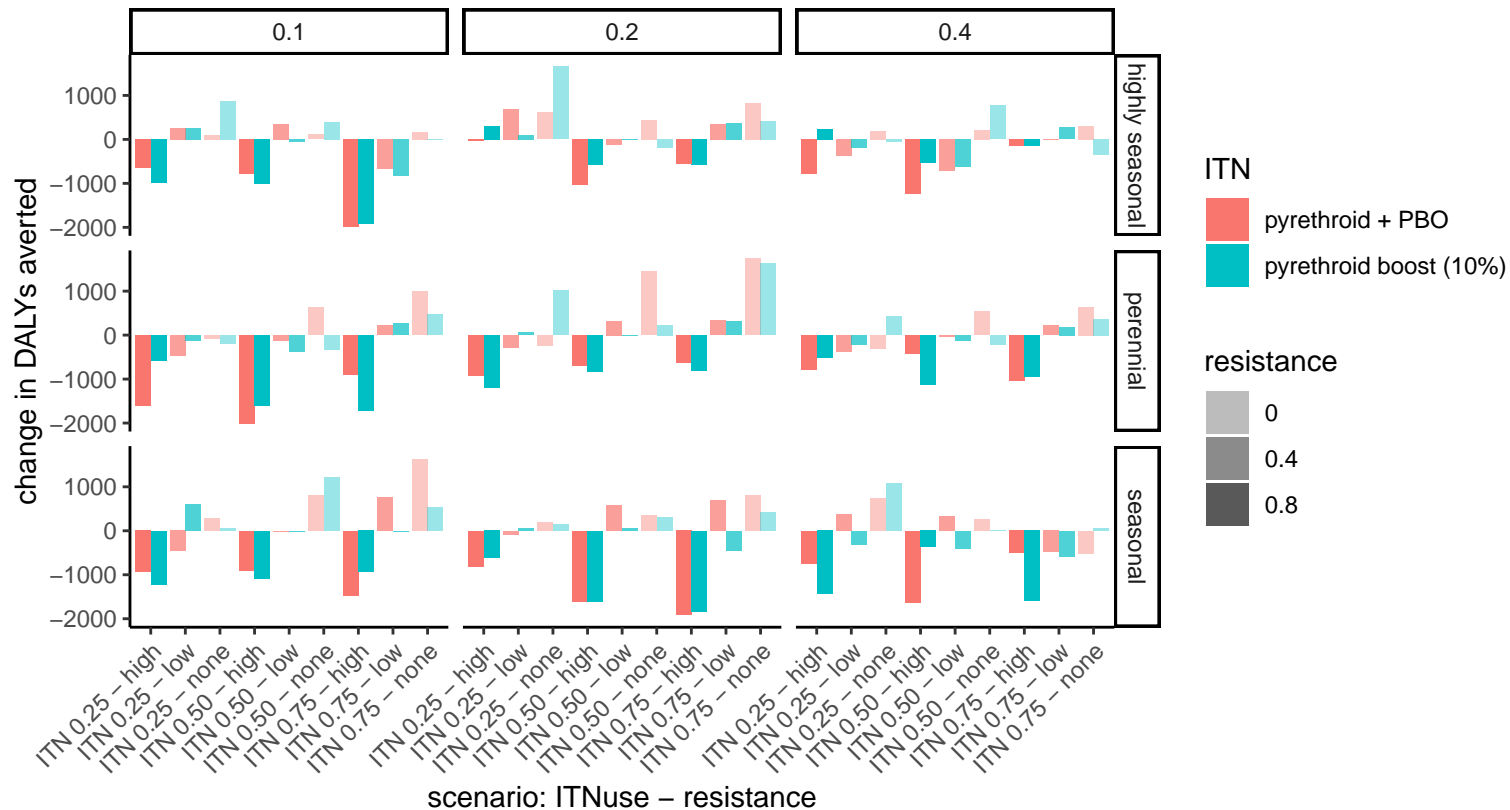 0.1
0.2
0.4
highly seasonal
perennial
seasonal
1000
0
−1000
−2000
1000
0
−1000
−2000
1000
0
−1000
−2000
change in DALYs averted
ITN 0.25 − high
ITN 0.25 − low
ITN 0.25 − none
ITN 0.50 − high
ITN 0.50 − low
ITN 0.50 − none
ITN 0.75 − high
ITN 0.75 − low
ITN 0.75 − none
ITN 0.25 − high
ITN 0.25 − low
ITN 0.25 − none
ITN 0.50 − high
ITN 0.50 − low
ITN 0.50 − none
ITN 0.75 − high
ITN 0.75 − low
ITN 0.75 − none
ITN 0.25 − high
ITN 0.25 − low
ITN 0.25 − none
ITN 0.50 − high
ITN 0.50 − low
ITN 0.50 − none
ITN 0.75 − high
ITN 0.75 − low
ITN 0.75 − none
scenario: ITNuse − resistance
ITN
pyrethroid + PBO
pyrethroid boost (10%)
resistance
0
0.4
0.8